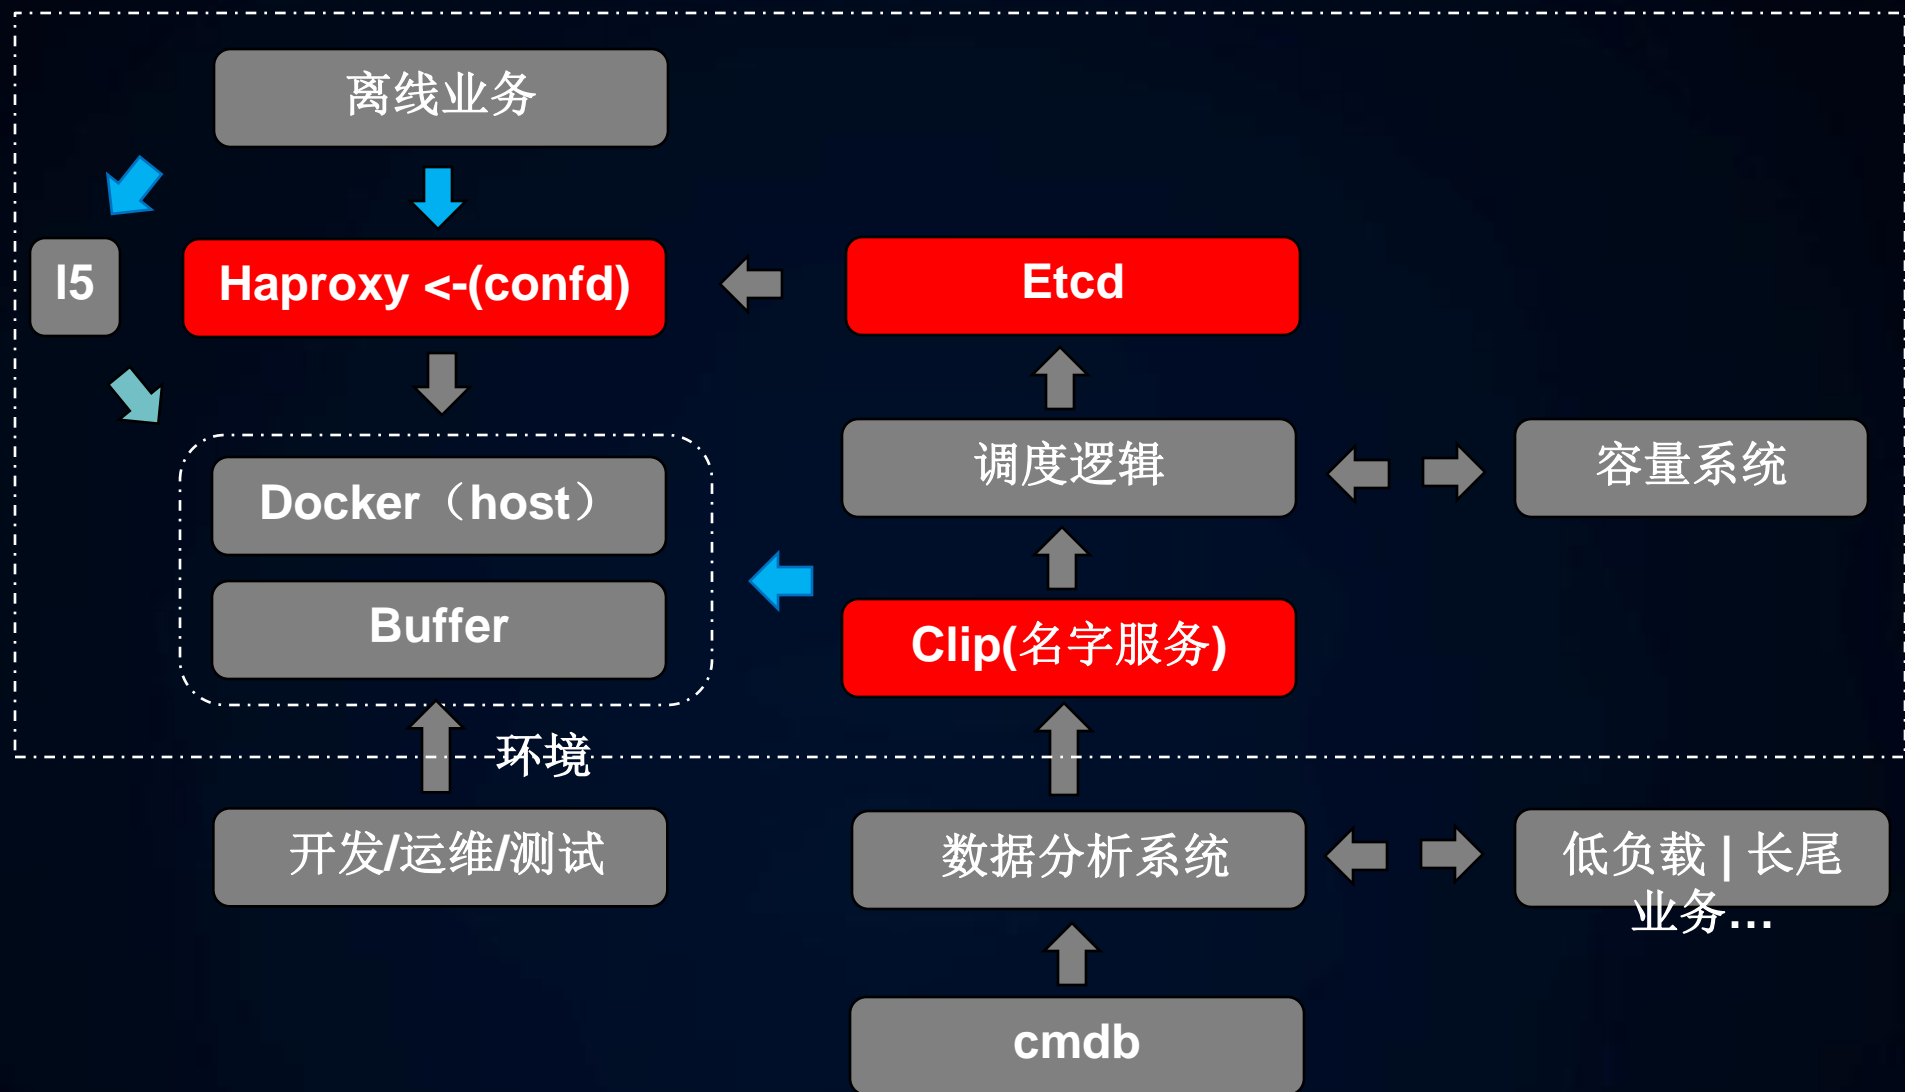 离线业务
l5
Haproxy <-(confd)
Etcd
Docker（host）
调度逻辑
容量系统
Buffer
Clip(名字服务)
环境
开发/运维/测试
数据分析系统
低负载 | 长尾
业务...
cmdb